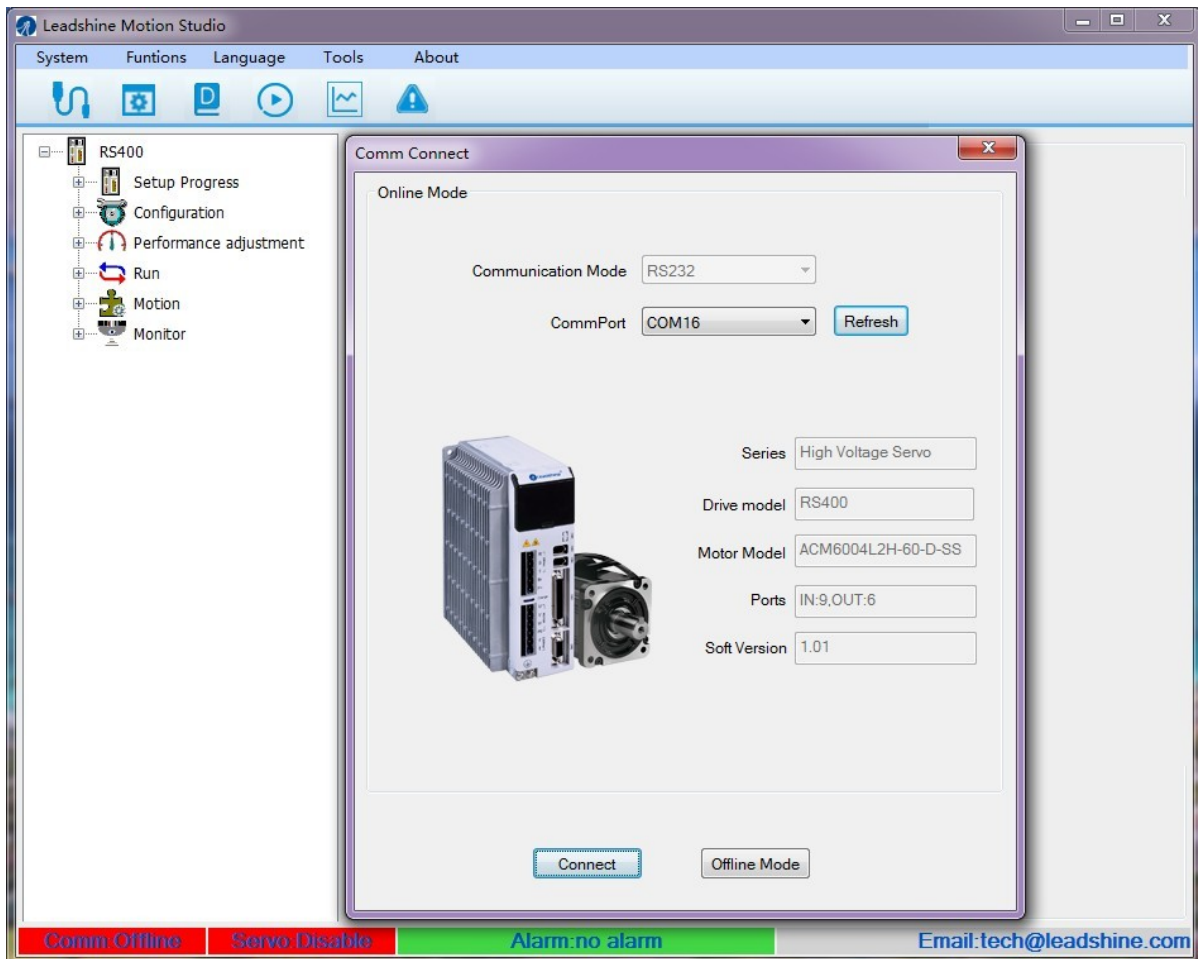 Leadshine Motion Studio
System Funtions Language Tools About
D
RS400
Setup Progress
Configuration
Performance adjustment
Run
Motion
Monitor
Comm Connect
Online Mode
Communication Mode RS232
CommPort COM16 Refresh
Series High Voltage Servo
Drive model RS400
Motor Model ACM6004L2H-60-D-SS
Ports IN:9,OUT:6
Soft Version 1.01
Connect Offline Mode
Comm Offline Servo Disable Alarm:no alarm Email:tech@leadshine.com